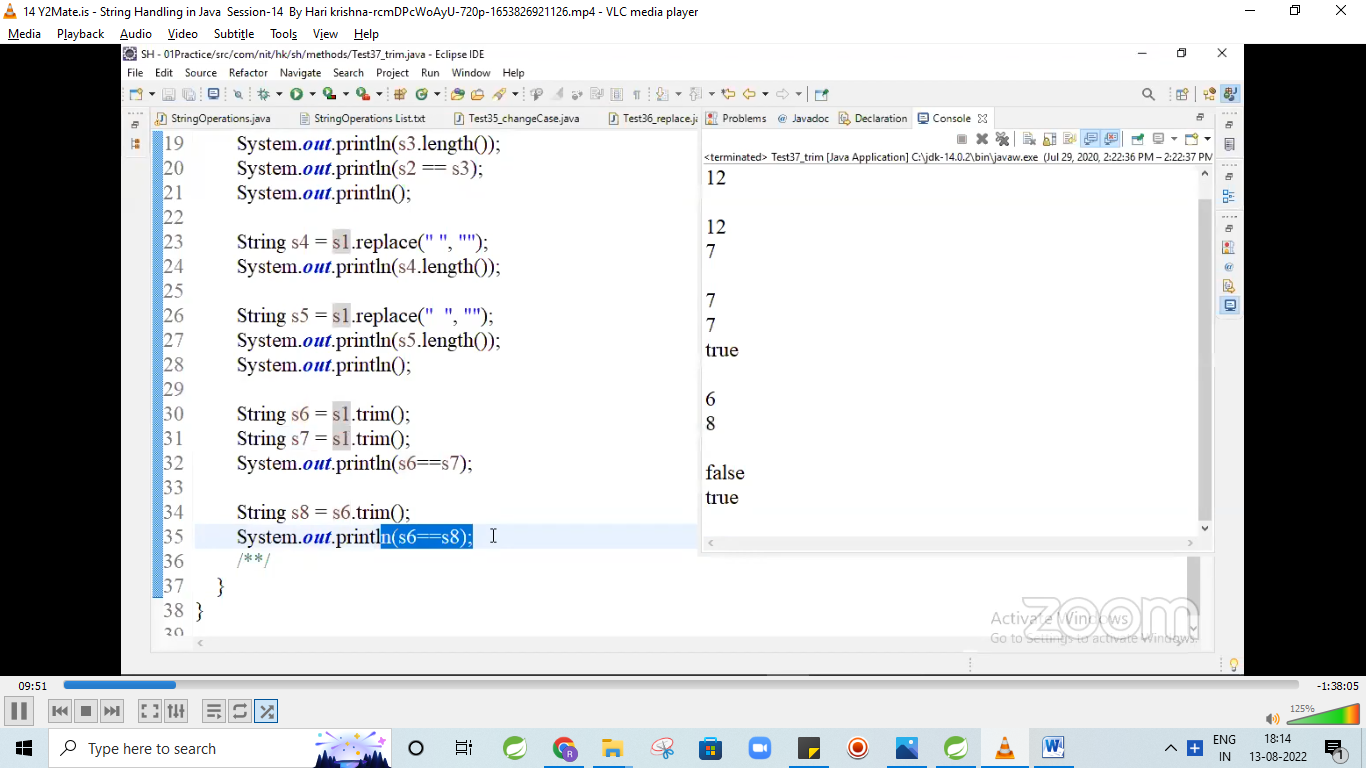 14 Y2Mate.is - String Handling in Java  Session-14  By Hari krishna-rcmDPcWoAyU-720p-1653826921126.mp4 - VLC media player
Media Playback Audio Video Subtitle Tools View Help
SH - 01Practice/src/com/nit/hk/sh/methods/Test37_trim.java - Eclipse IDE
File Edit Source Refactor Navigate Search Project Run Window Help
StringOperations.java StringOperations List.txt Test35_changeCase.java Test36_replace.ja
19 System.out.println(s3.length());
20 System.out.println(s2 == s3);
21 System.out.println();
22
23 String s4 = s1.replace(" ", "");
24 System.out.println(s4.length());
25
26 String s5 = s1.replace("  ", "");
27 System.out.println(s5.length());
28 System.out.println();
29
30 String s6 = s1.trim();
31 String s7 = s1.trim();
32 System.out.println(s6==s7);
33
34 String s8 = s6.trim();
35 System.out.println(s6==s8);
36 /**/
37 }
38 }
39
Problems @ Javadoc Declaration Console
<terminated> Test37_trim [Java Application] C:\jdk-14.0.2\bin\javaw.exe (Jul 29, 2020, 2:22:36 PM – 2:22:37 PM
12
12
7
7
7
true
6
8
false
true
zoom
Activate Windows
Go to Settings to activate Windows.
09:51 -1:38:05
125%
Type here to search
ENG
IN
18:14
13-08-2022
1